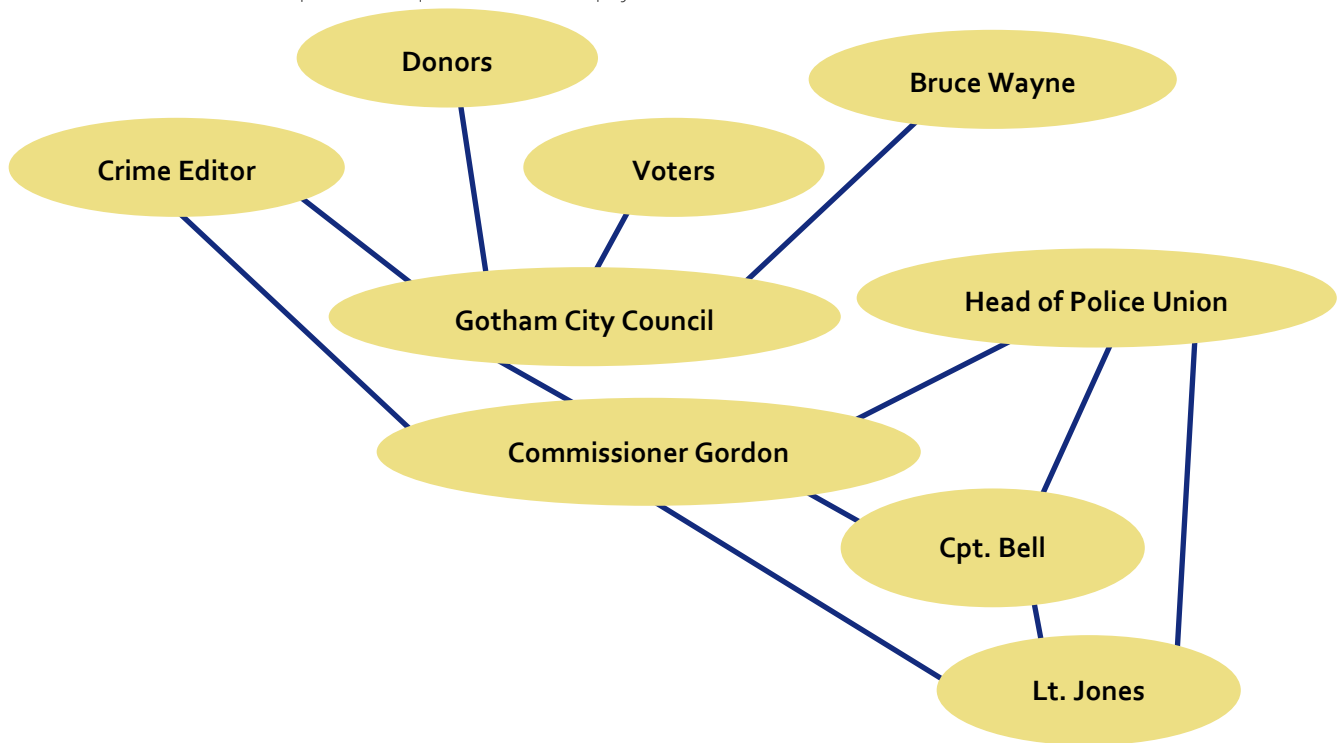 Donors
Bruce Wayne
Crime Editor
Voters
Head of Police Union
Gotham City Council
Commissioner Gordon
Cpt. Bell
Lt. Jones